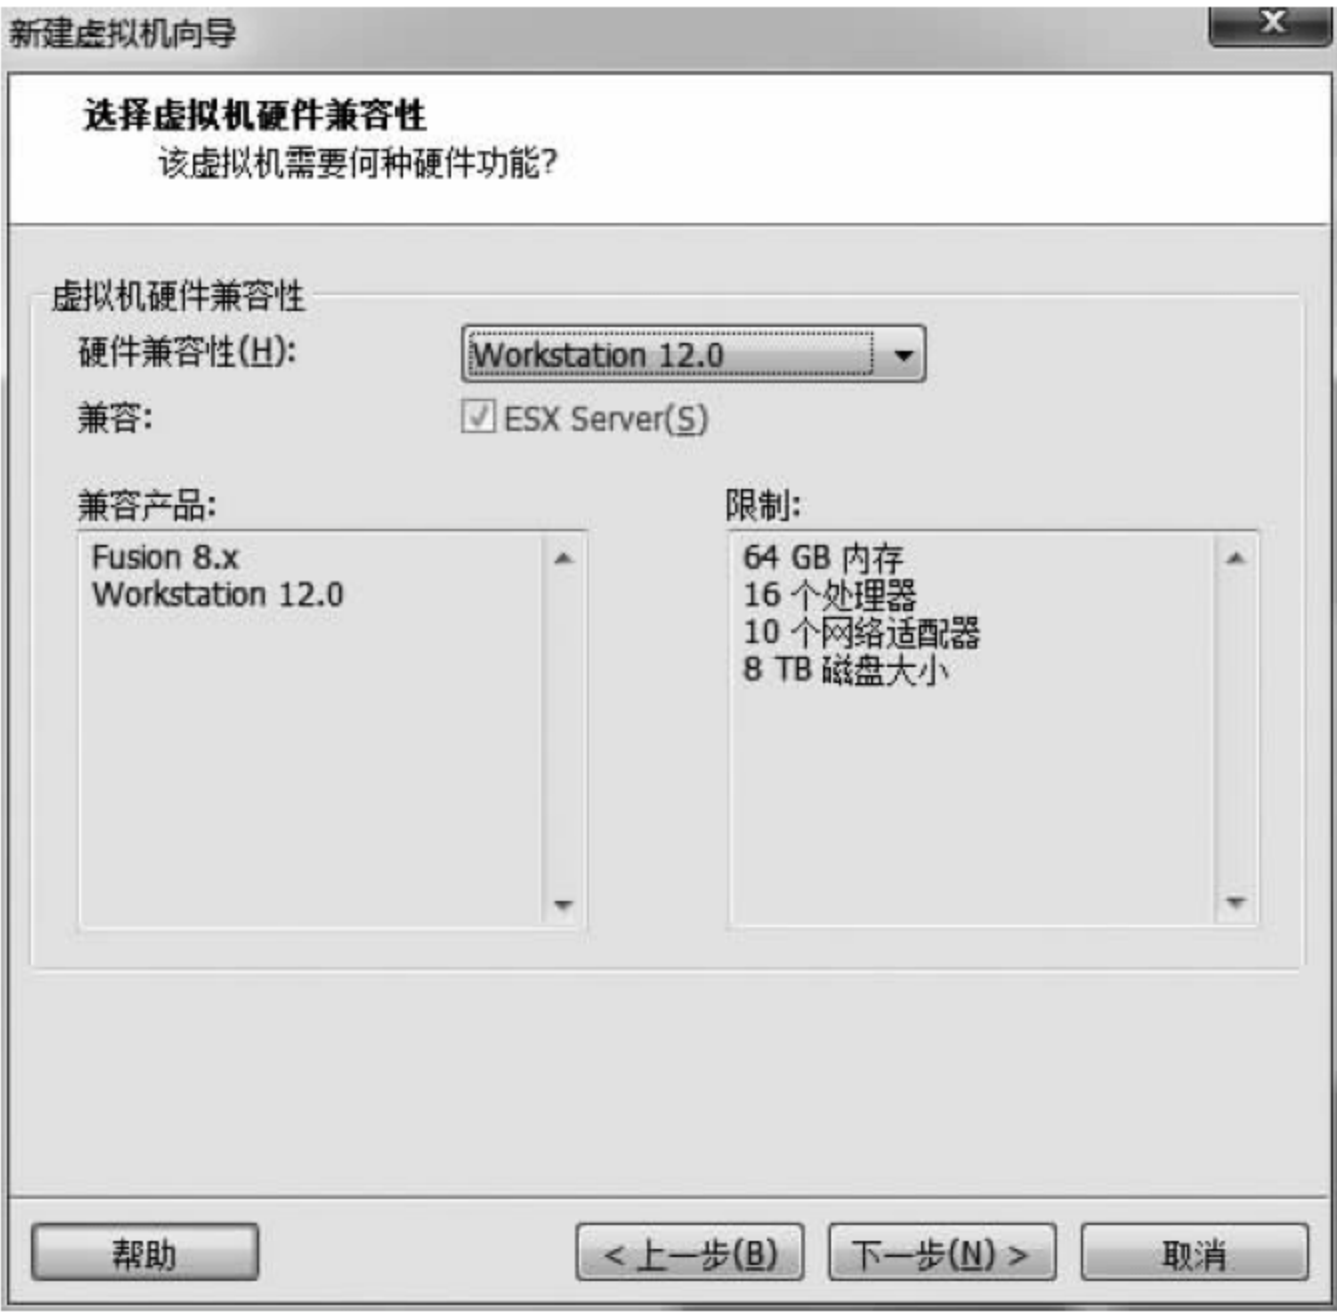 新建虚拟机向导
X
选择虚拟机硬件兼容性
该虚拟机需要何种硬件功能?
虚拟机硬件兼容性
硬件兼容性(H): Workstation 12.0
兼容: ESX Server(S)
兼容产品:
Fusion 8.x
Workstation 12.0
限制:
64 GB 内存
16 个处理器
10 个网络适配器
8 TB 磁盘大小
帮助 < 上一步(B) 下一步(N) > 取消